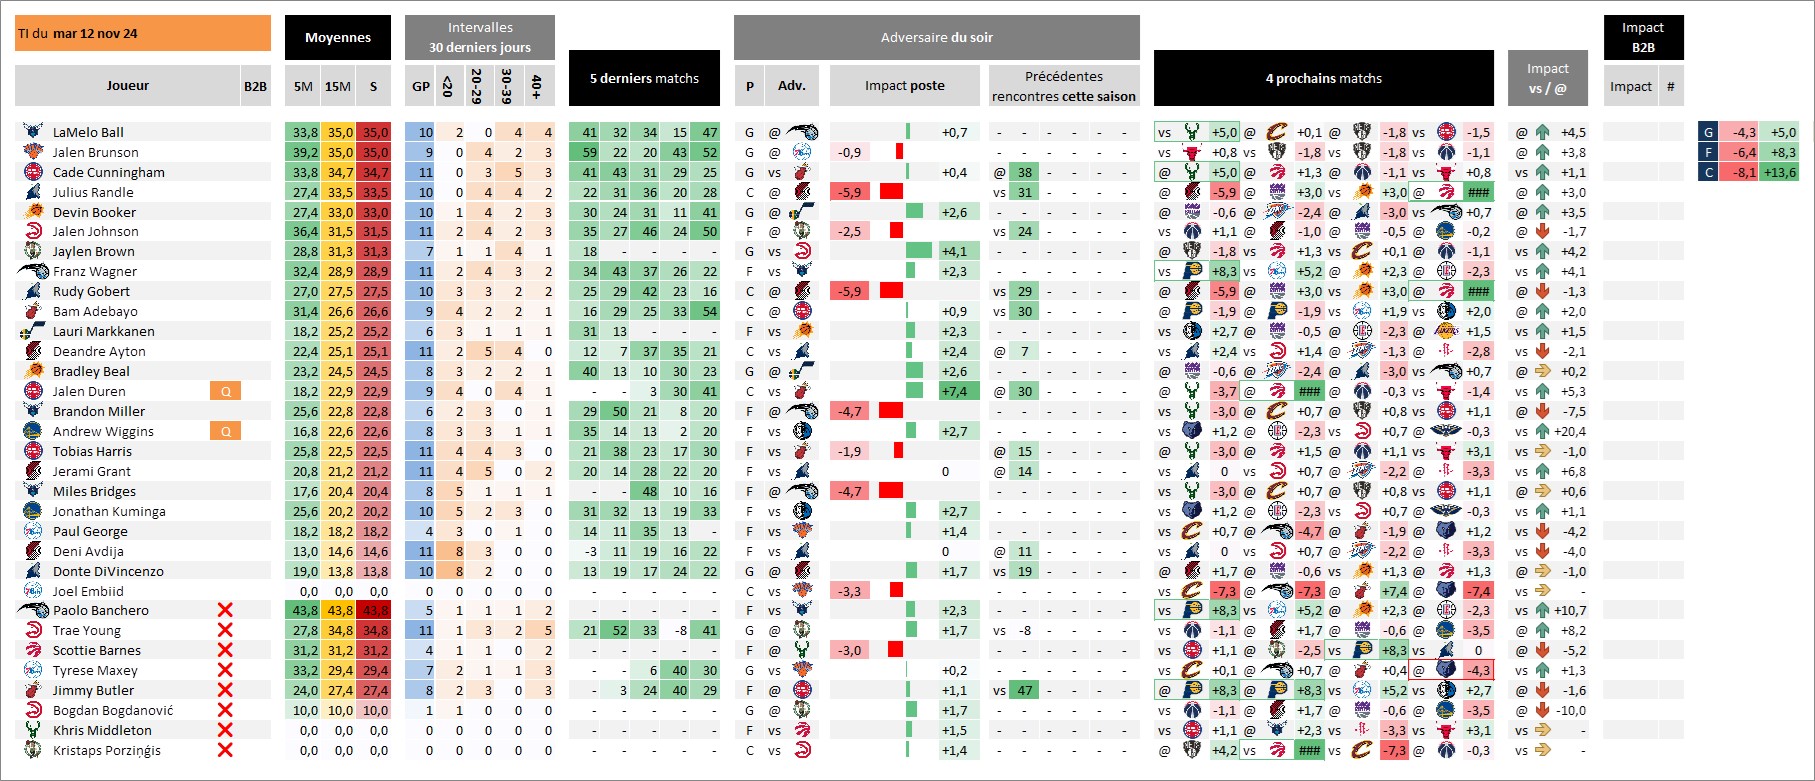 TI du mar 12 nov 24
Moyennes
Intervalles
30 derniers jours
5 derniers matchs
Adversaire du soir
4 prochains matchs
Impact
vs / @
Impact
B2B
Joueur B2B 5M 15M S GP <20 20-29 30-39 40+ P Adv. Impact poste Précédentes rencontres cette saison Impact #
LaMelo Ball 33,8 35,0 35,0 10 2 0 4 4 41 32 34 15 47 G @ +0,7 - - - - - vs +5,0 @ +0,1 @ -1,8 vs -1,5 @ +4,5
Jalen Brunson 39,2 35,0 35,0 9 0 4 2 3 59 22 20 43 52 G @ -0,9 - - - - - vs +0,8 @ -1,8 vs -1,8 vs -1,1 @ +3,8
Cade Cunningham 33,8 34,7 34,7 11 0 3 5 3 41 43 31 29 25 G vs +0,4 @ 38 - - - - @ +5,0 @ +1,3 @ -1,1 vs +0,8 vs +1,1
Julius Randle 27,4 33,5 33,5 10 0 4 4 2 22 31 36 20 28 C @ -5,9 vs 31 - - - - @ -5,9 @ +3,0 vs +3,0 @ ### @ +3,0
Devin Booker 27,4 33,0 33,0 10 1 4 2 3 30 24 31 11 41 G @ +2,6 - - - - - @ -0,6 @ -2,4 @ -3,0 vs +0,7 @ +3,5
Jalen Johnson 36,4 31,5 31,5 11 2 4 2 3 35 27 46 24 50 F @ -2,5 vs 24 - - - - vs +1,1 @ -1,0 @ -0,5 @ -0,2 @ -1,7
Jaylen Brown 28,8 31,3 31,3 7 1 1 4 1 18 - - - - G vs +4,1 - - - - - @ -1,8 vs +1,3 vs +0,1 @ -1,1 vs +4,2
Franz Wagner 32,4 28,9 28,9 11 2 4 3 2 34 43 37 26 22 F vs +2,3 - - - - - vs +8,3 vs +5,2 @ +2,3 @ -2,3 vs +4,1
Rudy Gobert 27,0 27,5 27,5 10 3 3 2 2 25 29 42 23 16 C @ -5,9 vs 29 - - - - @ -5,9 @ +3,0 vs +3,0 @ ### @ -1,3
Bam Adebayo 31,4 26,6 26,6 9 4 2 2 1 16 29 25 33 54 C @ +0,9 vs 30 - - - - @ -1,9 @ -1,9 vs +1,9 vs +2,0 @ +2,0
Lauri Markkanen 18,2 25,2 25,2 6 3 1 1 1 31 13 - - - F vs +2,3 - - - - - vs +2,7 @ -0,5 @ -2,3 @ +1,5 vs +1,5
Deandre Ayton 22,4 25,1 25,1 11 2 5 4 0 12 7 37 35 21 C vs +2,4 @ 7 - - - - vs +2,4 vs +1,4 @ -1,3 @ -2,8 vs -2,1
Bradley Beal 23,2 24,5 24,5 8 3 2 2 1 40 13 10 30 23 G @ +2,6 - - - - - @ -0,6 @ -2,4 @ -3,0 vs +0,7 @ +0,2
Jalen Duren Q 18,2 22,9 22,9 9 4 0 4 1 - - 3 30 41 C vs +7,4 @ 30 - - - - @ -3,7 @ ### @ -0,3 vs -1,4 vs +5,3
Brandon Miller 25,6 22,8 22,8 6 2 3 0 1 29 50 21 8 20 F @ -4,7 - - - - - vs -3,0 @ +0,7 @ +0,8 vs +1,1 @ -7,5
Andrew Wiggins Q 16,8 22,6 22,6 8 3 3 1 1 35 14 13 2 20 F vs +2,7 - - - - - vs +1,2 @ -2,3 vs +0,7 @ -0,3 vs +20,4
Tobias Harris 25,8 22,5 22,5 11 4 4 3 0 21 38 23 17 30 F vs -1,9 @ 15 - - - - @ -3,0 @ +1,5 @ +1,1 vs +3,1 vs -1,0
Jerami Grant 20,8 21,2 21,2 11 4 5 0 2 20 14 28 22 20 F vs 0 @ 14 - - - - vs 0 vs +0,7 @ -2,2 @ -3,3 vs +6,8
Miles Bridges 17,6 20,4 20,4 8 5 1 1 1 - - 48 10 16 F @ -4,7 - - - - - vs -3,0 @ +0,7 @ +0,8 vs +1,1 @ +0,6
Jonathan Kuminga 25,6 20,2 20,2 10 5 2 3 0 31 32 13 19 33 F vs +2,7 - - - - - vs +1,2 @ -2,3 vs +0,7 @ -0,3 vs +1,1
Paul George 18,2 18,2 18,2 4 3 0 1 0 14 11 35 13 - F vs +1,4 - - - - - vs +0,7 @ -4,7 @ -1,9 @ +1,2 vs -4,2
Deni Avdija 13,0 14,6 14,6 11 8 3 0 0 -3 11 19 16 22 F vs 0 @ 11 - - - - vs 0 vs +0,7 @ -2,2 @ -3,3 vs -4,0
Donte DiVincenzo 19,0 13,8 13,8 10 8 2 0 0 13 19 17 24 22 G @ +1,7 vs 19 - - - - @ +1,7 @ -0,6 vs +1,3 @ +1,3 @ -1,0
Joel Embiid 0,0 0,0 0,0 0 0 0 0 0 - - - - - C vs -3,3 - - - - - vs -7,3 @ -7,3 @ +7,4 @ -7,4 vs -
Paolo Banchero 43,8 43,8 43,8 5 1 1 1 2 - - - - - F vs +2,3 - - - - - vs +8,3 vs +5,2 @ +2,3 @ -2,3 vs +10,7
Trae Young 27,8 34,8 34,8 11 1 3 2 5 21 52 33 -8 41 G @ +1,7 vs -8 - - - - vs -1,1 @ +1,7 @ -0,6 @ -3,5 @ +8,2
Scottie Barnes 31,2 31,2 31,2 4 1 1 0 2 - - - - - F @ -3,0 - - - - - vs +1,1 @ -2,5 vs +8,3 vs 0 @ -5,2
Tyrese Maxey 33,2 29,4 29,4 7 2 1 1 3 - - 6 40 30 G vs +0,2 - - - - - vs +0,1 @ +0,7 @ +0,4 @ -4,3 vs +1,3
Jimmy Butler 24,0 27,4 27,4 8 2 3 0 3 - 3 24 40 29 F @ +1,1 vs 47 - - - - @ +8,3 @ +8,3 vs +5,2 vs +2,7 @ -1,6
Bogdan Bogdanović 10,0 10,0 10,0 1 1 0 0 0 - - - - - G @ +1,7 - - - - - vs -1,1 @ +1,7 @ -0,6 @ -3,5 @ -10,0
Khris Middleton 0,0 0,0 0,0 0 0 0 0 0 - - - - - F vs +1,5 - - - - - vs +1,1 @ +2,3 @ -3,3 vs +3,1 vs -
Kristaps Porziņģis 0,0 0,0 0,0 0 0 0 0 0 - - - - - C vs +1,4 - - - - - @ +4,2 vs ### vs -7,3 @ -0,3 vs -
G -4,3 +5,0
F -6,4 +8,3
C -8,1 +13,6